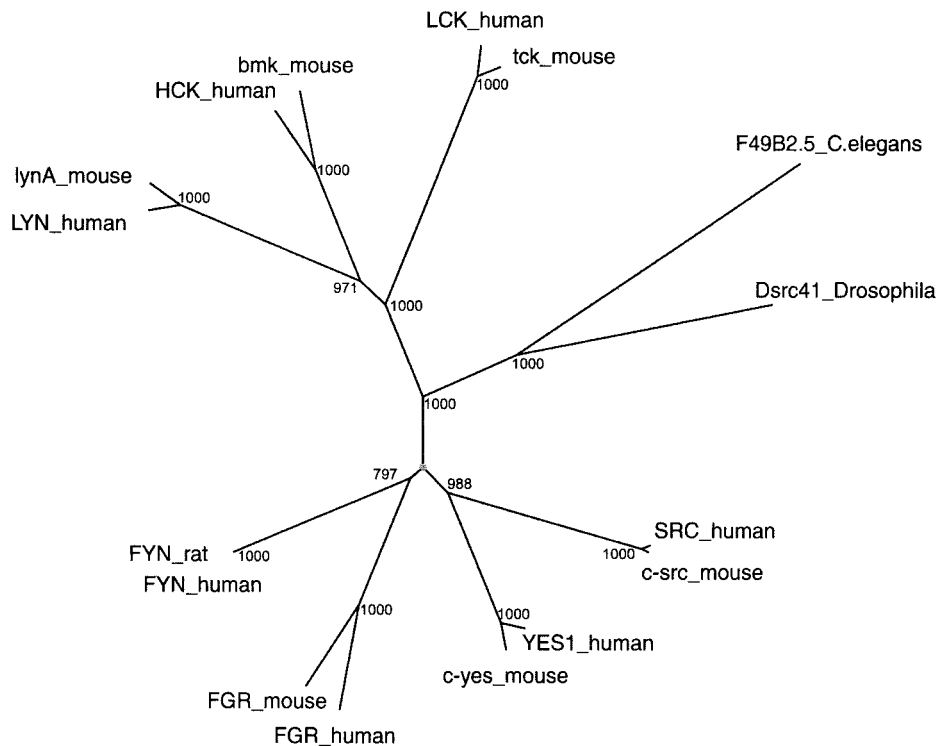 LCK_human
tck_mouse
1000
bmk_mouse
HCK_human
1000
F49B2.5_C.elegans
lynA_mouse
1000
LYN_human
971
1000
Dsrc41_Drosophila
1000
1000
797
988
FYN_rat
1000
FYN_human
SRC_human
1000
c-src_mouse
1000
1000
YES1_human
c-yes_mouse
FGR_mouse
FGR_human